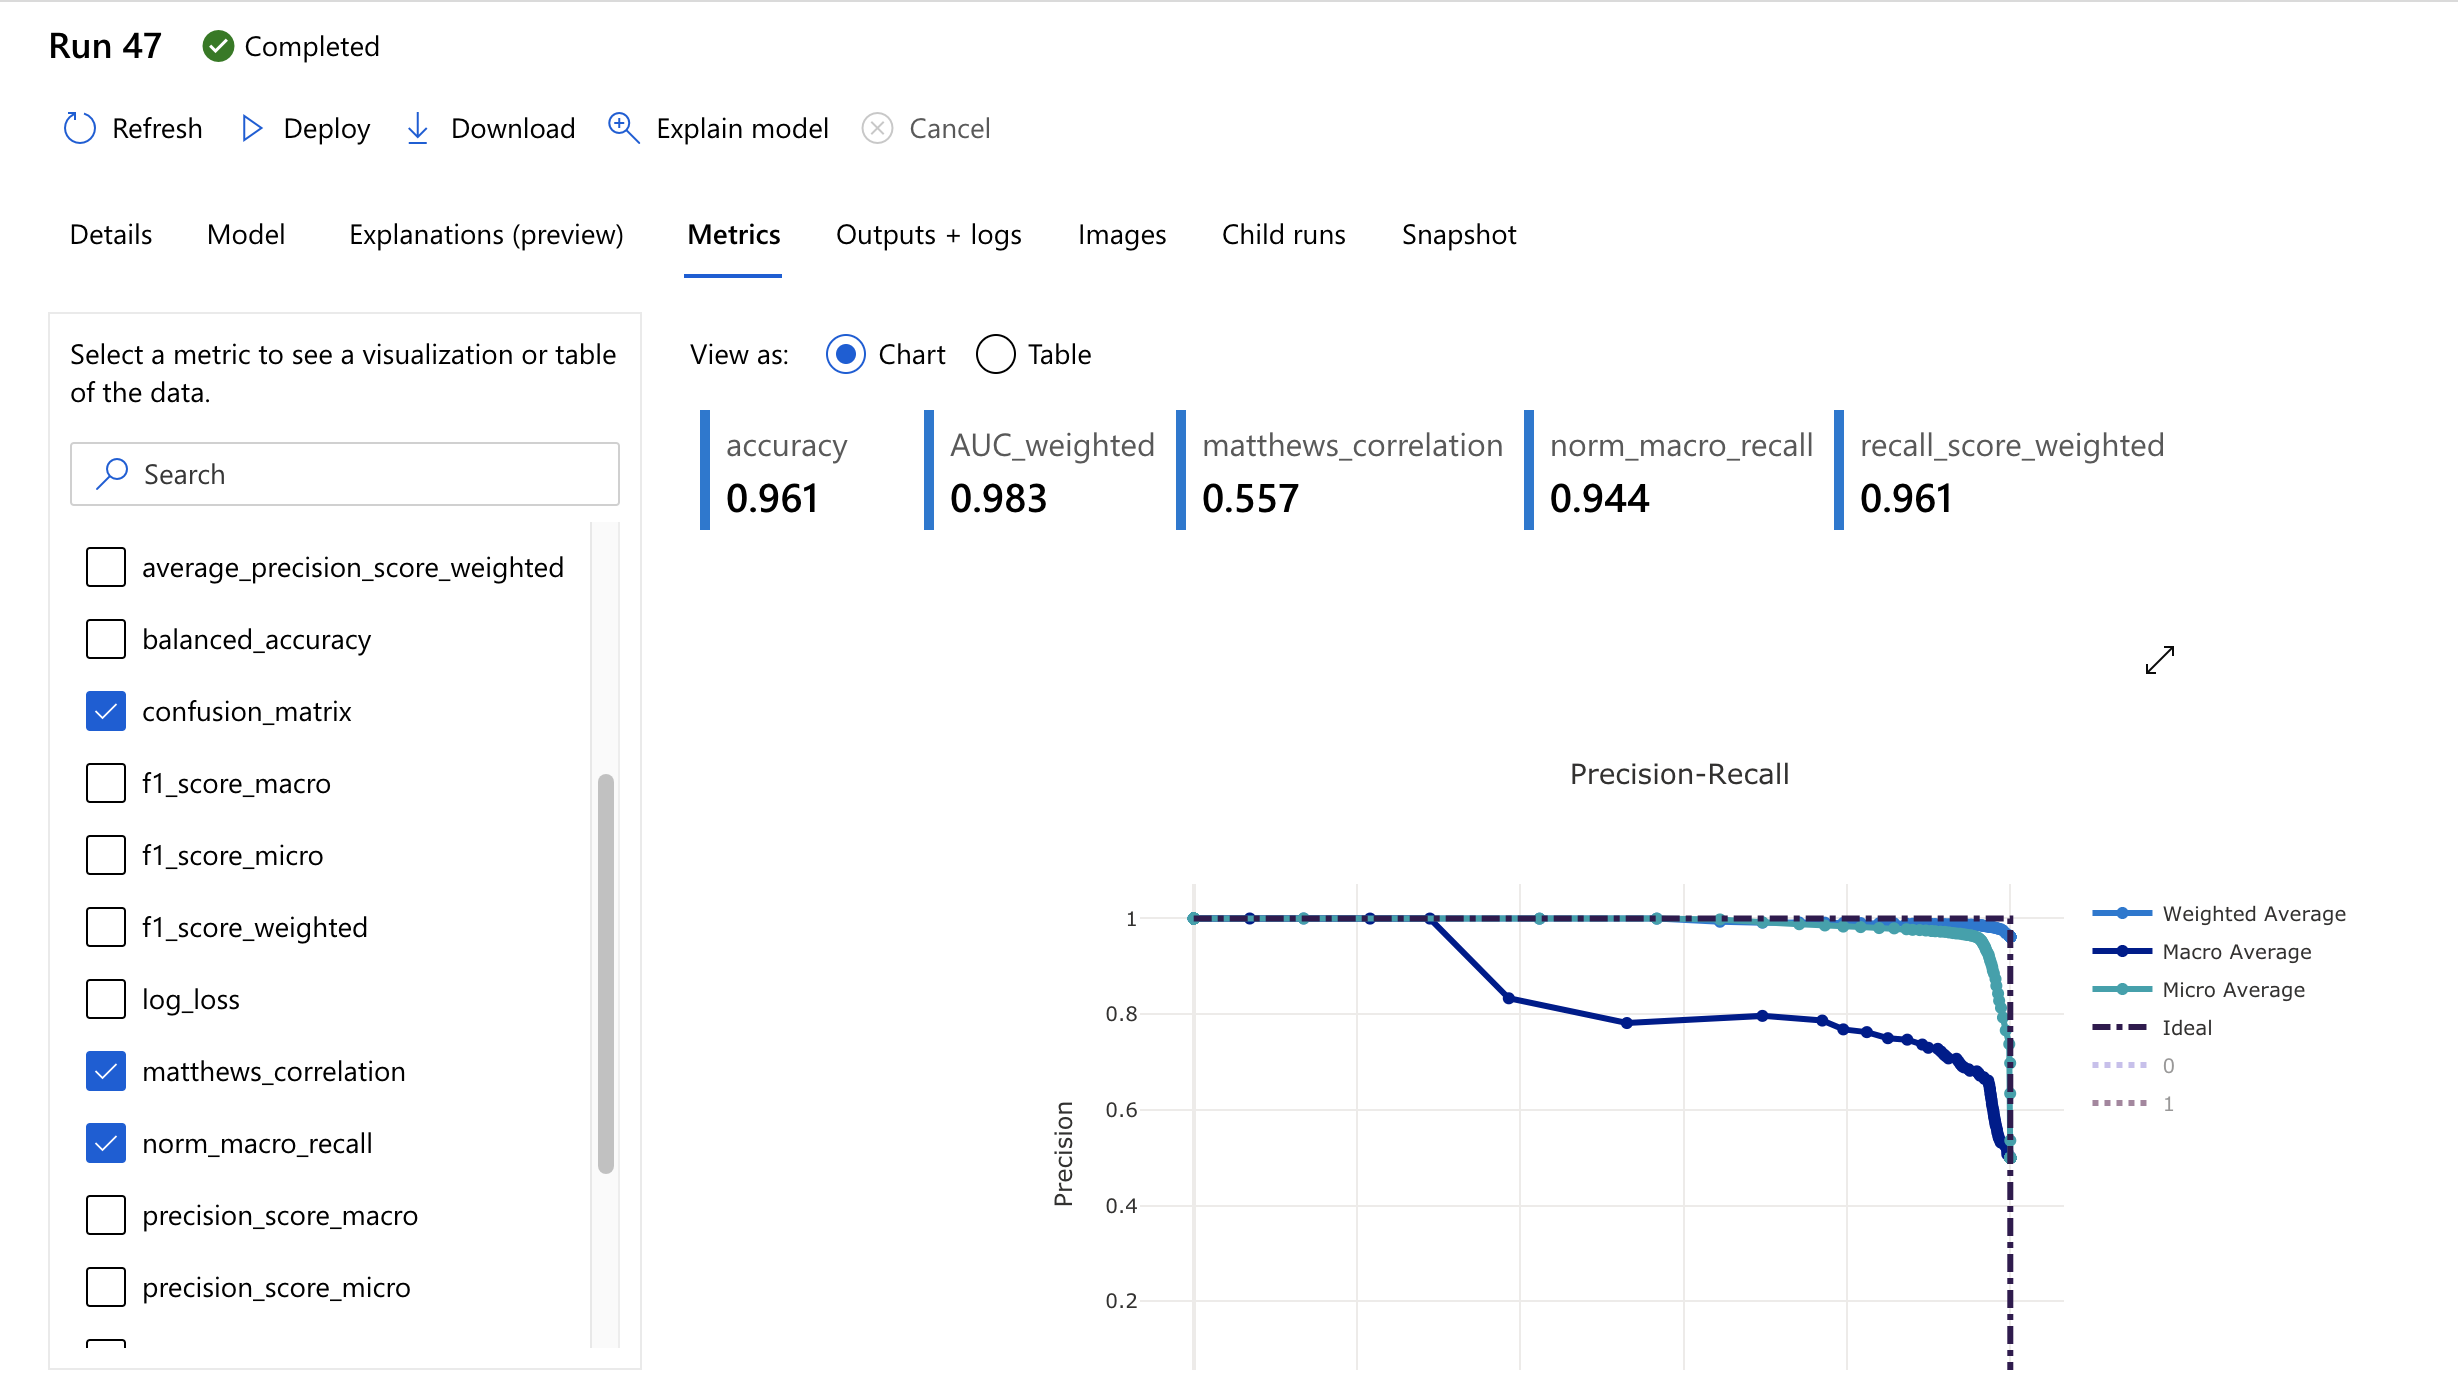 Run 47 Completed
Refresh Deploy Download Explain model Cancel
Details Model Explanations (preview) Metrics Outputs + logs Images Child runs Snapshot
Select a metric to see a visualization or table
of the data.
Search
average_precision_score_weighted
balanced_accuracy
confusion_matrix
f1_score_macro
f1_score_micro
f1_score_weighted
log_loss
matthews_correlation
norm_macro_recall
precision_score_macro
precision_score_micro
View as: Chart Table
accuracy
0.961
AUC_weighted
0.983
matthews_correlation
0.557
norm_macro_recall
0.944
recall_score_weighted
0.961
Precision-Recall
Precision
1
0.8
0.6
0.4
0.2
Weighted Average
Macro Average
Micro Average
Ideal
0
1